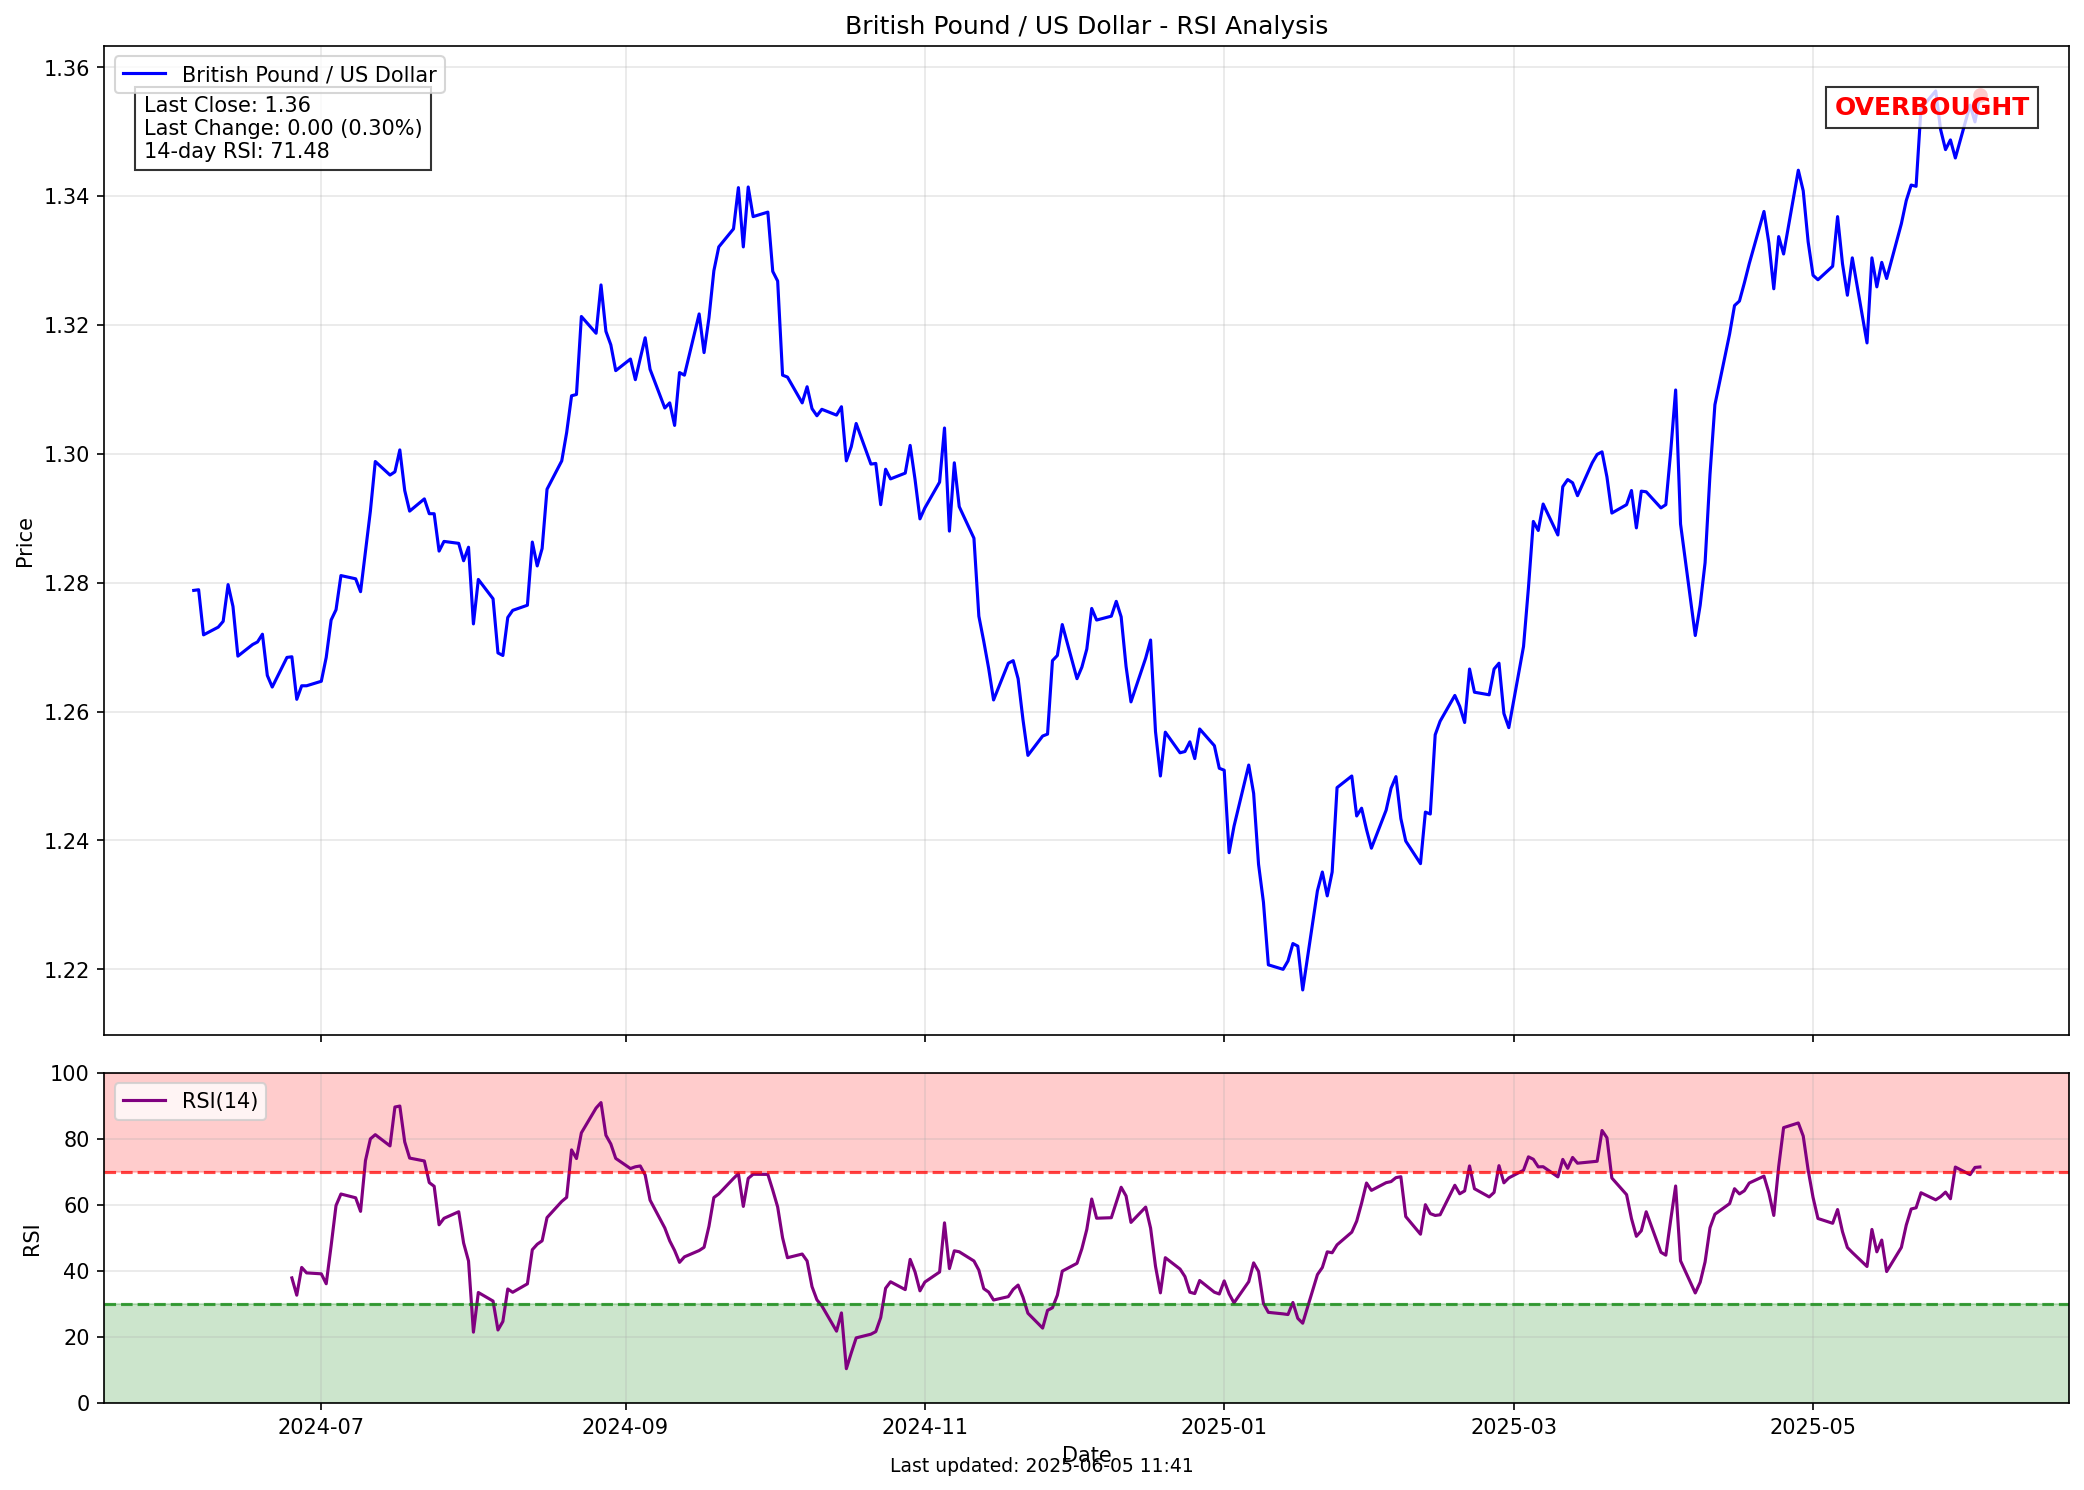 British Pound / US Dollar - RSI Analysis
British Pound / US Dollar
Last Close: 1.36
Last Change: 0.00 (0.30%)
14-day RSI: 71.48
OVERBOUGHT
Price
1.36
1.34
1.32
1.30
1.28
1.26
1.24
1.22
RSI(14)
RSI
100
80
60
40
20
0
2024-07
2024-09
2024-11
2025-01
2025-03
2025-05
Date
Last updated: 2025-06-05 11:41